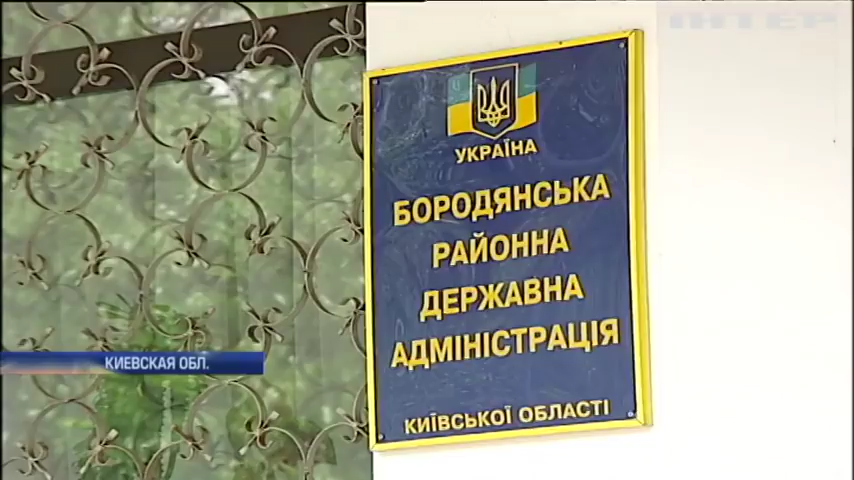 ІНТЕР
УКРАЇНА
БОРОДЯНСЬКА
РАЙОННА
ДЕРЖАВНА
АДМІНІСТРАЦІЯ
КИЇВСЬКОЇ ОБЛАСТІ
КИЕВСКАЯ ОБЛ.